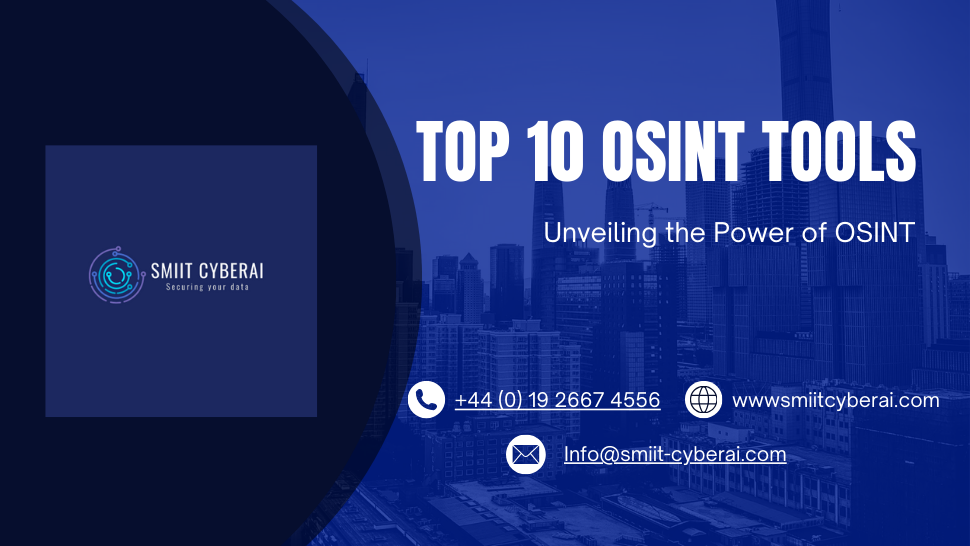 SMIIT CYBERAI
Securing your data
TOP 10 OSINT TOOLS
Unveiling the Power of OSINT
+44 (0) 19 2667 4556
wwwsmiitcyberai.com
Info@smiit-cyberai.com